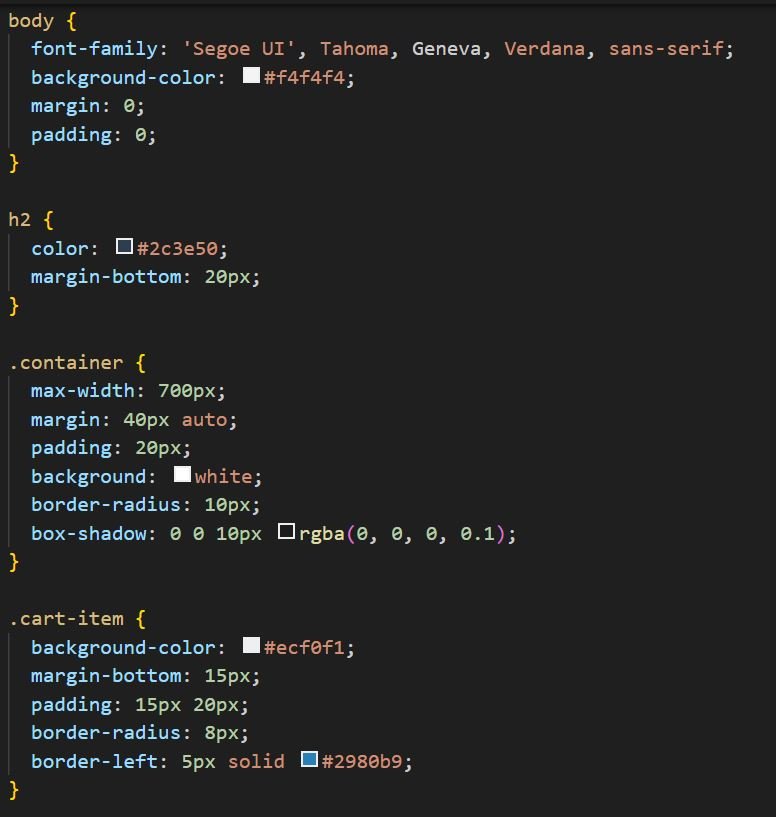 body {
  font-family: 'Segoe UI', Tahoma, Geneva, Verdana, sans-serif;
  background-color: #f4f4f4;
  margin: 0;
  padding: 0;
}
h2 {
  color: #2c3e50;
  margin-bottom: 20px;
}
.container {
  max-width: 700px;
  margin: 40px auto;
  padding: 20px;
  background: white;
  border-radius: 10px;
  box-shadow: 0 0 10px rgba(0, 0, 0, 0.1);
}
.cart-item {
  background-color: #ecf0f1;
  margin-bottom: 15px;
  padding: 15px 20px;
  border-radius: 8px;
  border-left: 5px solid #2980b9;
}